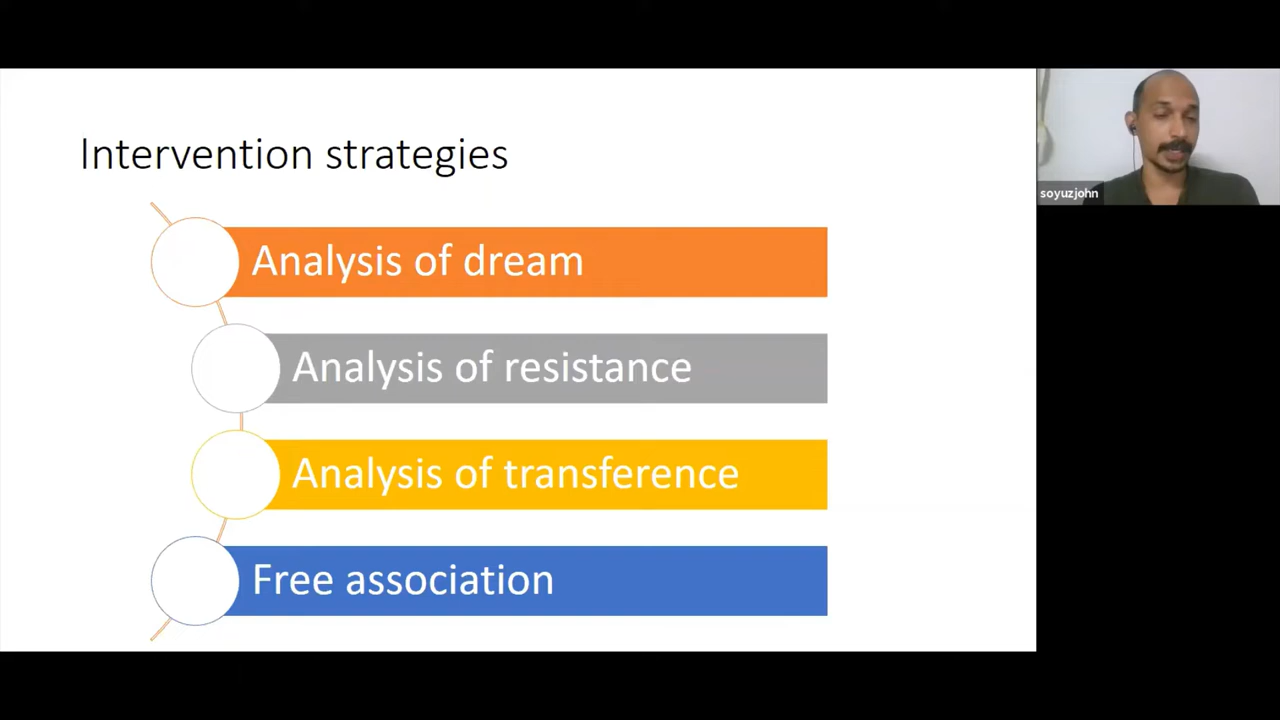 Intervention strategies
soyuzjohn
Analysis of dream
Analysis of resistance
Analysis of transference
Free association